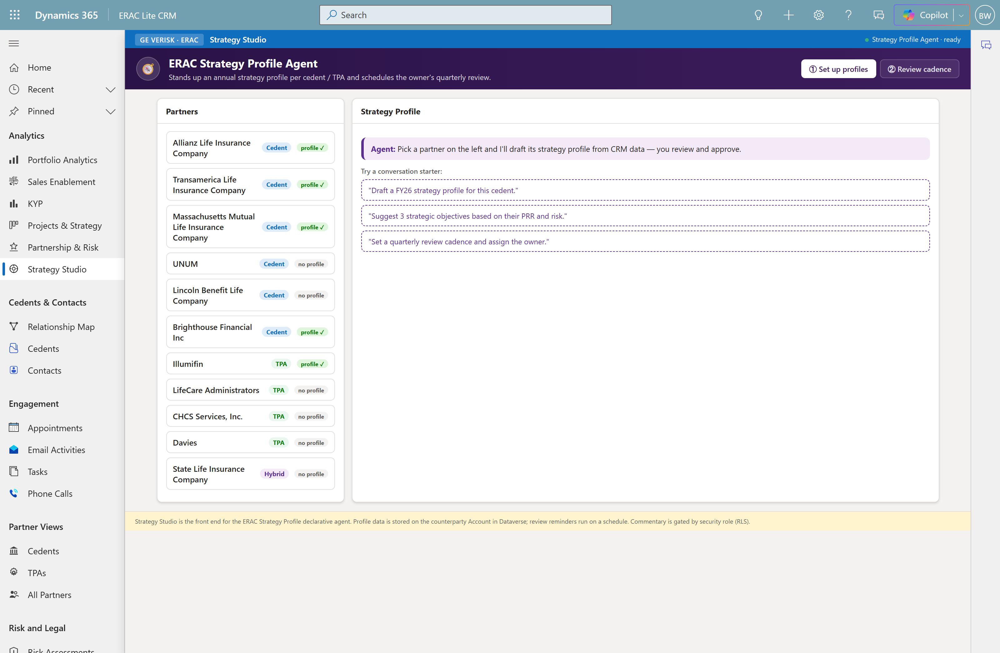 Dynamics 365
ERAC Lite CRM
Search
Copilot
BW
Home
Recent
Pinned
Analytics
Portfolio Analytics
Sales Enablement
KYP
Projects & Strategy
Partnership & Risk
Strategy Studio
Cedents & Contacts
Relationship Map
Cedents
Contacts
Engagement
Appointments
Email Activities
Tasks
Phone Calls
Partner Views
Cedents
TPAs
All Partners
Risk and Legal
Risk Assessments
GE VERISK · ERAC
Strategy Studio
Strategy Profile Agent · ready
ERAC Strategy Profile Agent
Stands up an annual strategy profile per cedent / TPA and schedules the owner's quarterly review.
① Set up profiles
② Review cadence
Partners
Allianz Life Insurance
Company
Cedent
profile ✓
Transamerica Life
Insurance Company
Cedent
profile ✓
Massachusetts Mutual
Life Insurance
Company
Cedent
profile ✓
UNUM
Cedent
no profile
Lincoln Benefit Life
Company
Cedent
no profile
Brighthouse Financial
Inc
Cedent
profile ✓
Illumifin
TPA
profile ✓
LifeCare Administrators
TPA
no profile
CHCS Services, Inc.
TPA
no profile
Davies
TPA
no profile
State Life Insurance
Company
Hybrid
no profile
Strategy Profile
Agent: Pick a partner on the left and I'll draft its strategy profile from CRM data — you review and approve.
Try a conversation starter:
"Draft a FY26 strategy profile for this cedent."
"Suggest 3 strategic objectives based on their PRR and risk."
"Set a quarterly review cadence and assign the owner."
Strategy Studio is the front end for the ERAC Strategy Profile declarative agent. Profile data is stored on the counterparty Account in Dataverse; review reminders run on a schedule. Commentary is gated by security role (RLS).